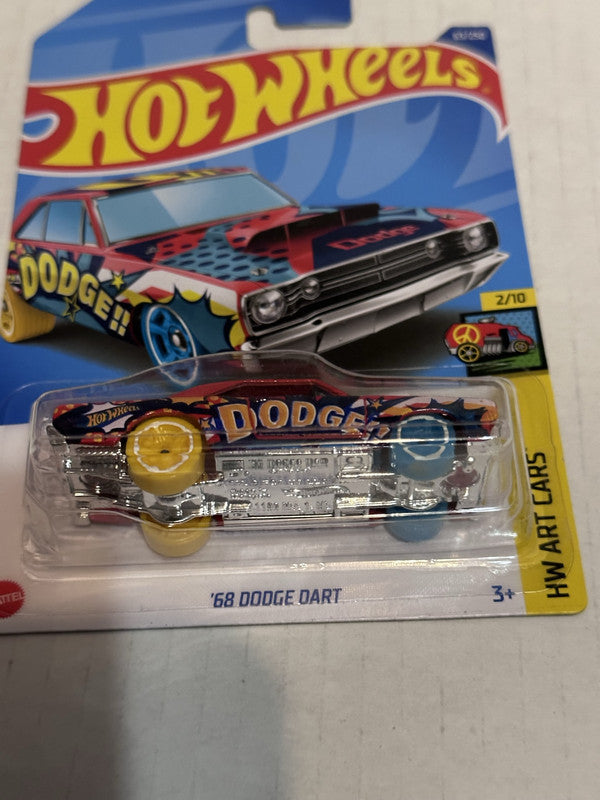 HOT WHEELS
Dodge
DODGE!!
2/10
HOT WHEELS
DODGE!!
HW ART CARS
'68 DODGE DART
3+